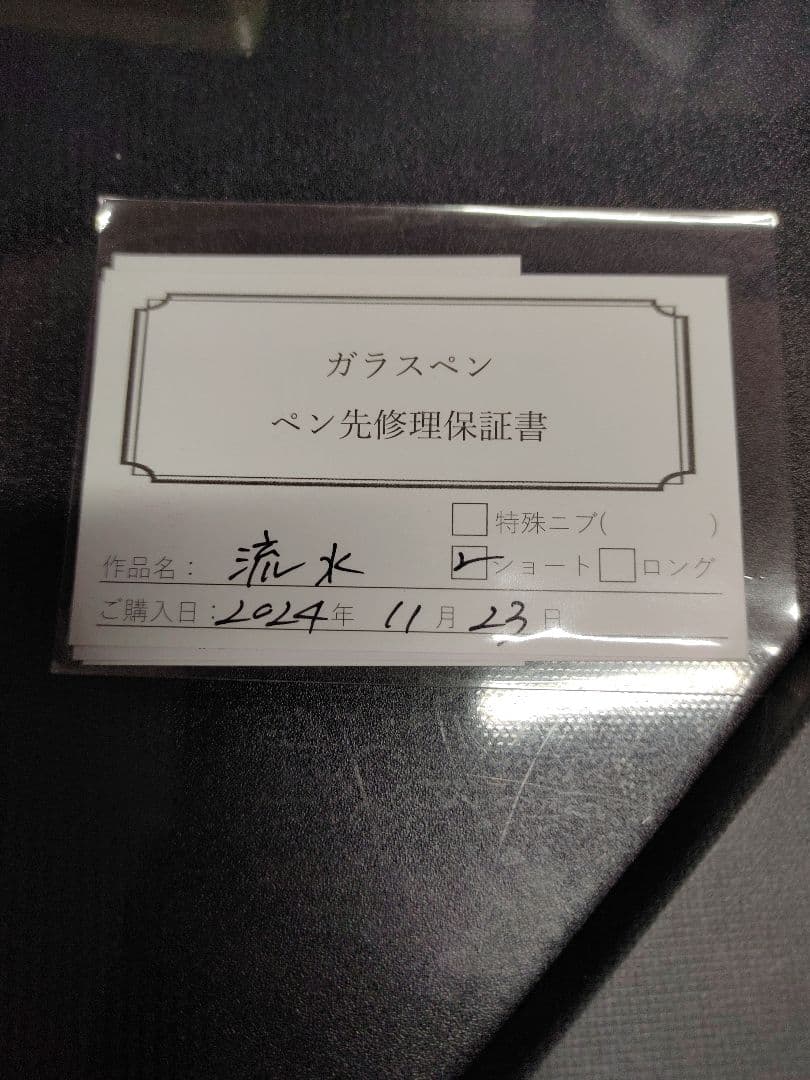 ガラスペン
ペン先修理保証書
□特殊ニブ( )
作品名: 流水 ☑ショート□ロング
ご購入日:2024年 11月 23日